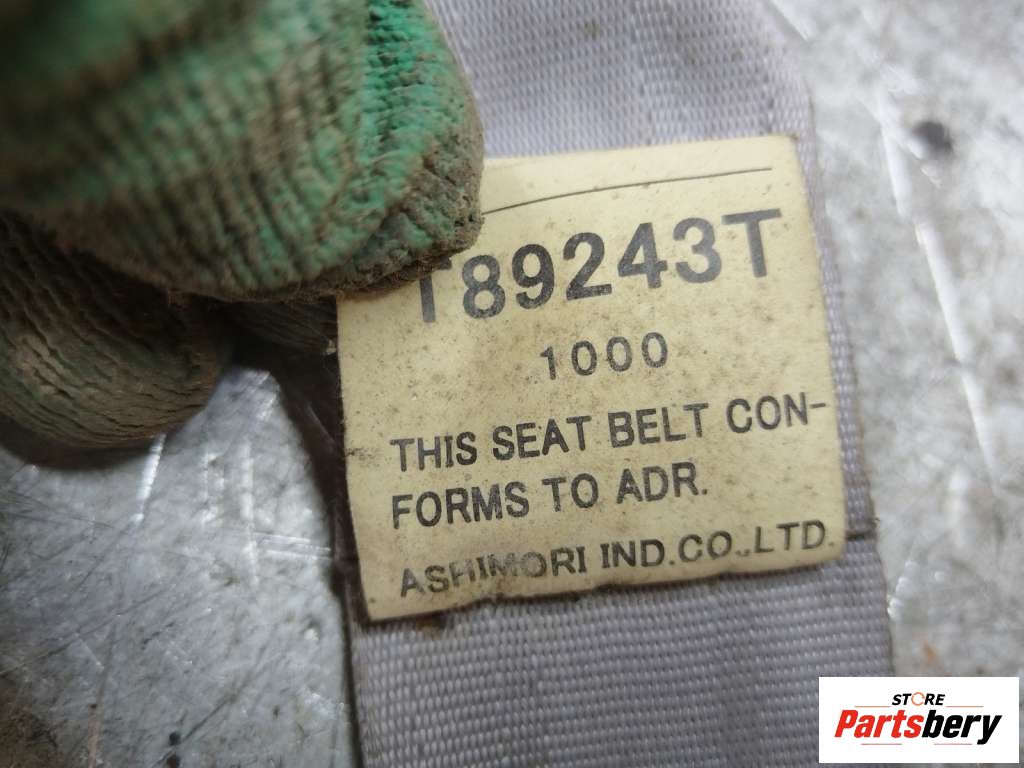 T89243T
1000
THIS SEAT BELT CON-
FORMS TO ADR.
ASHIMORI IND.CO.,LTD.
STORE
Partsbery